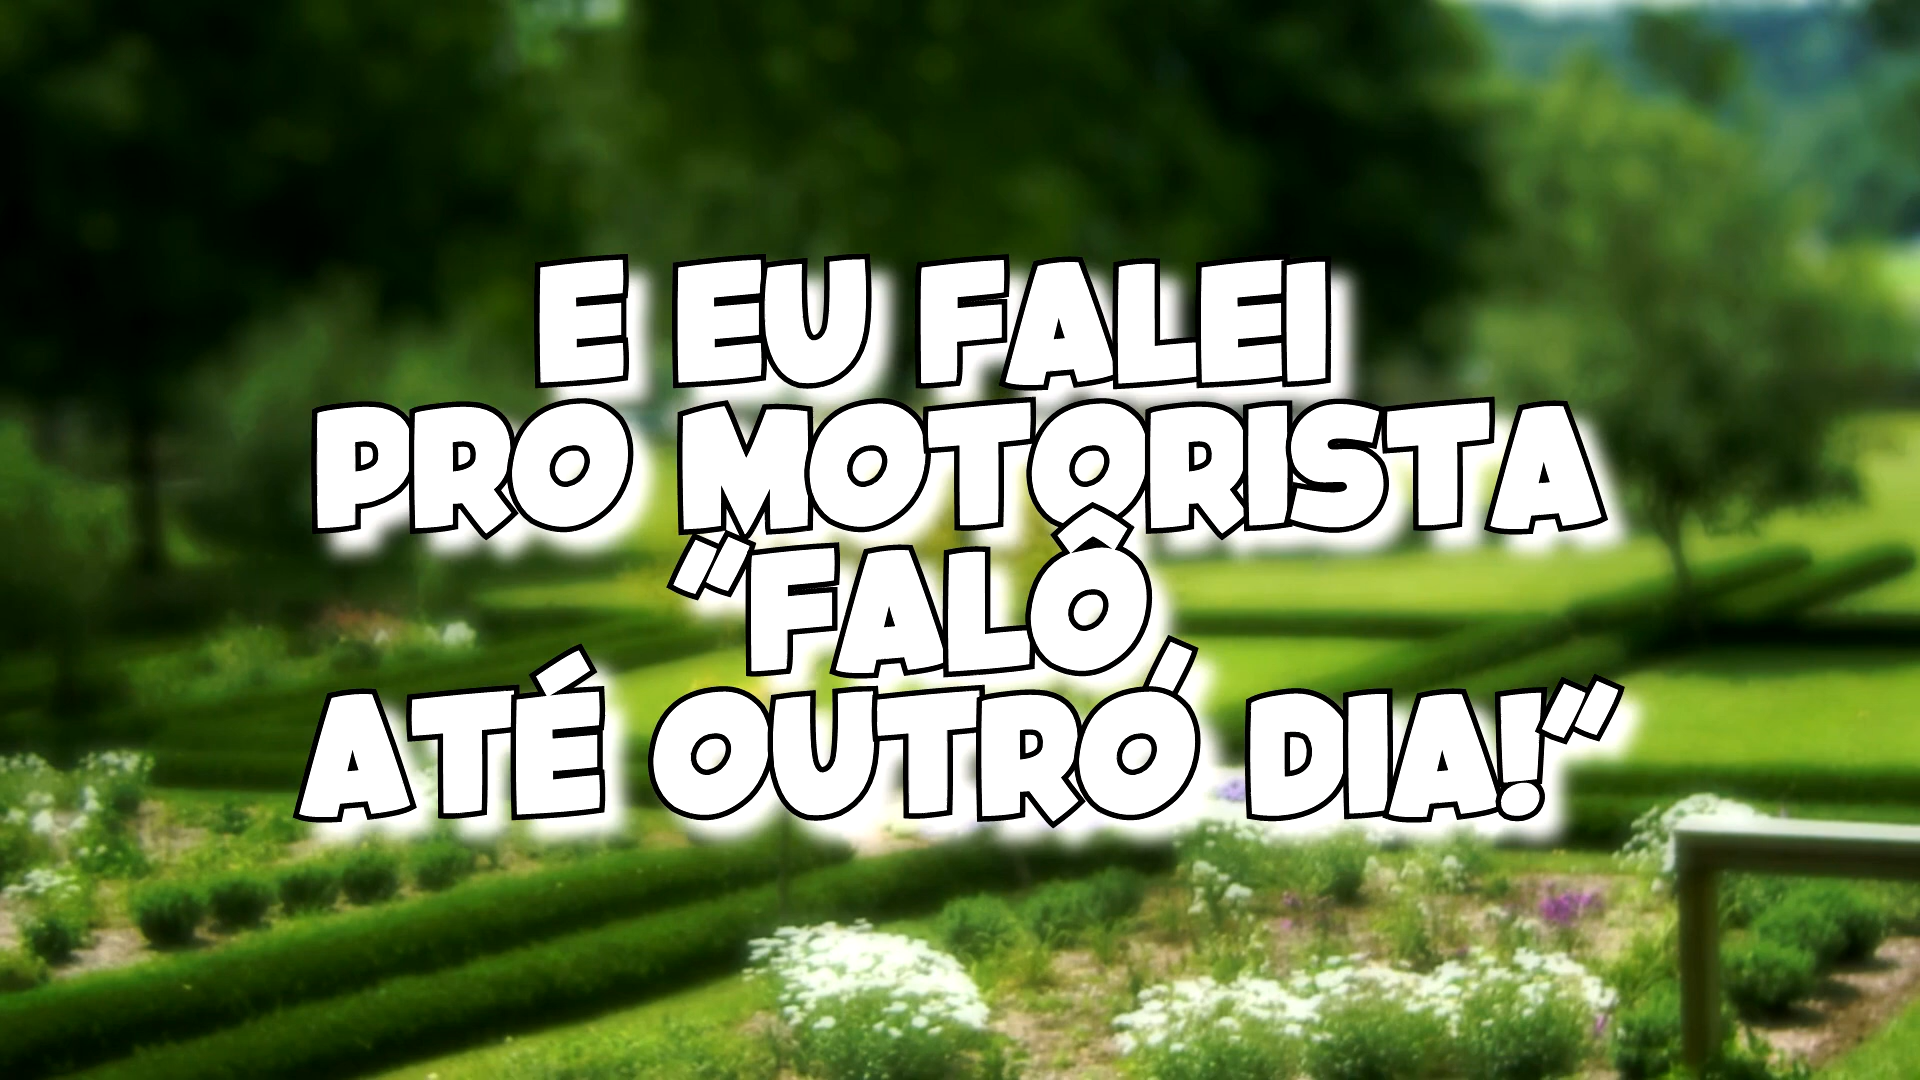 E EU FALEI
PRO MOTORISTA
“FALÔ,
ATÉ OUTRO DIA!”